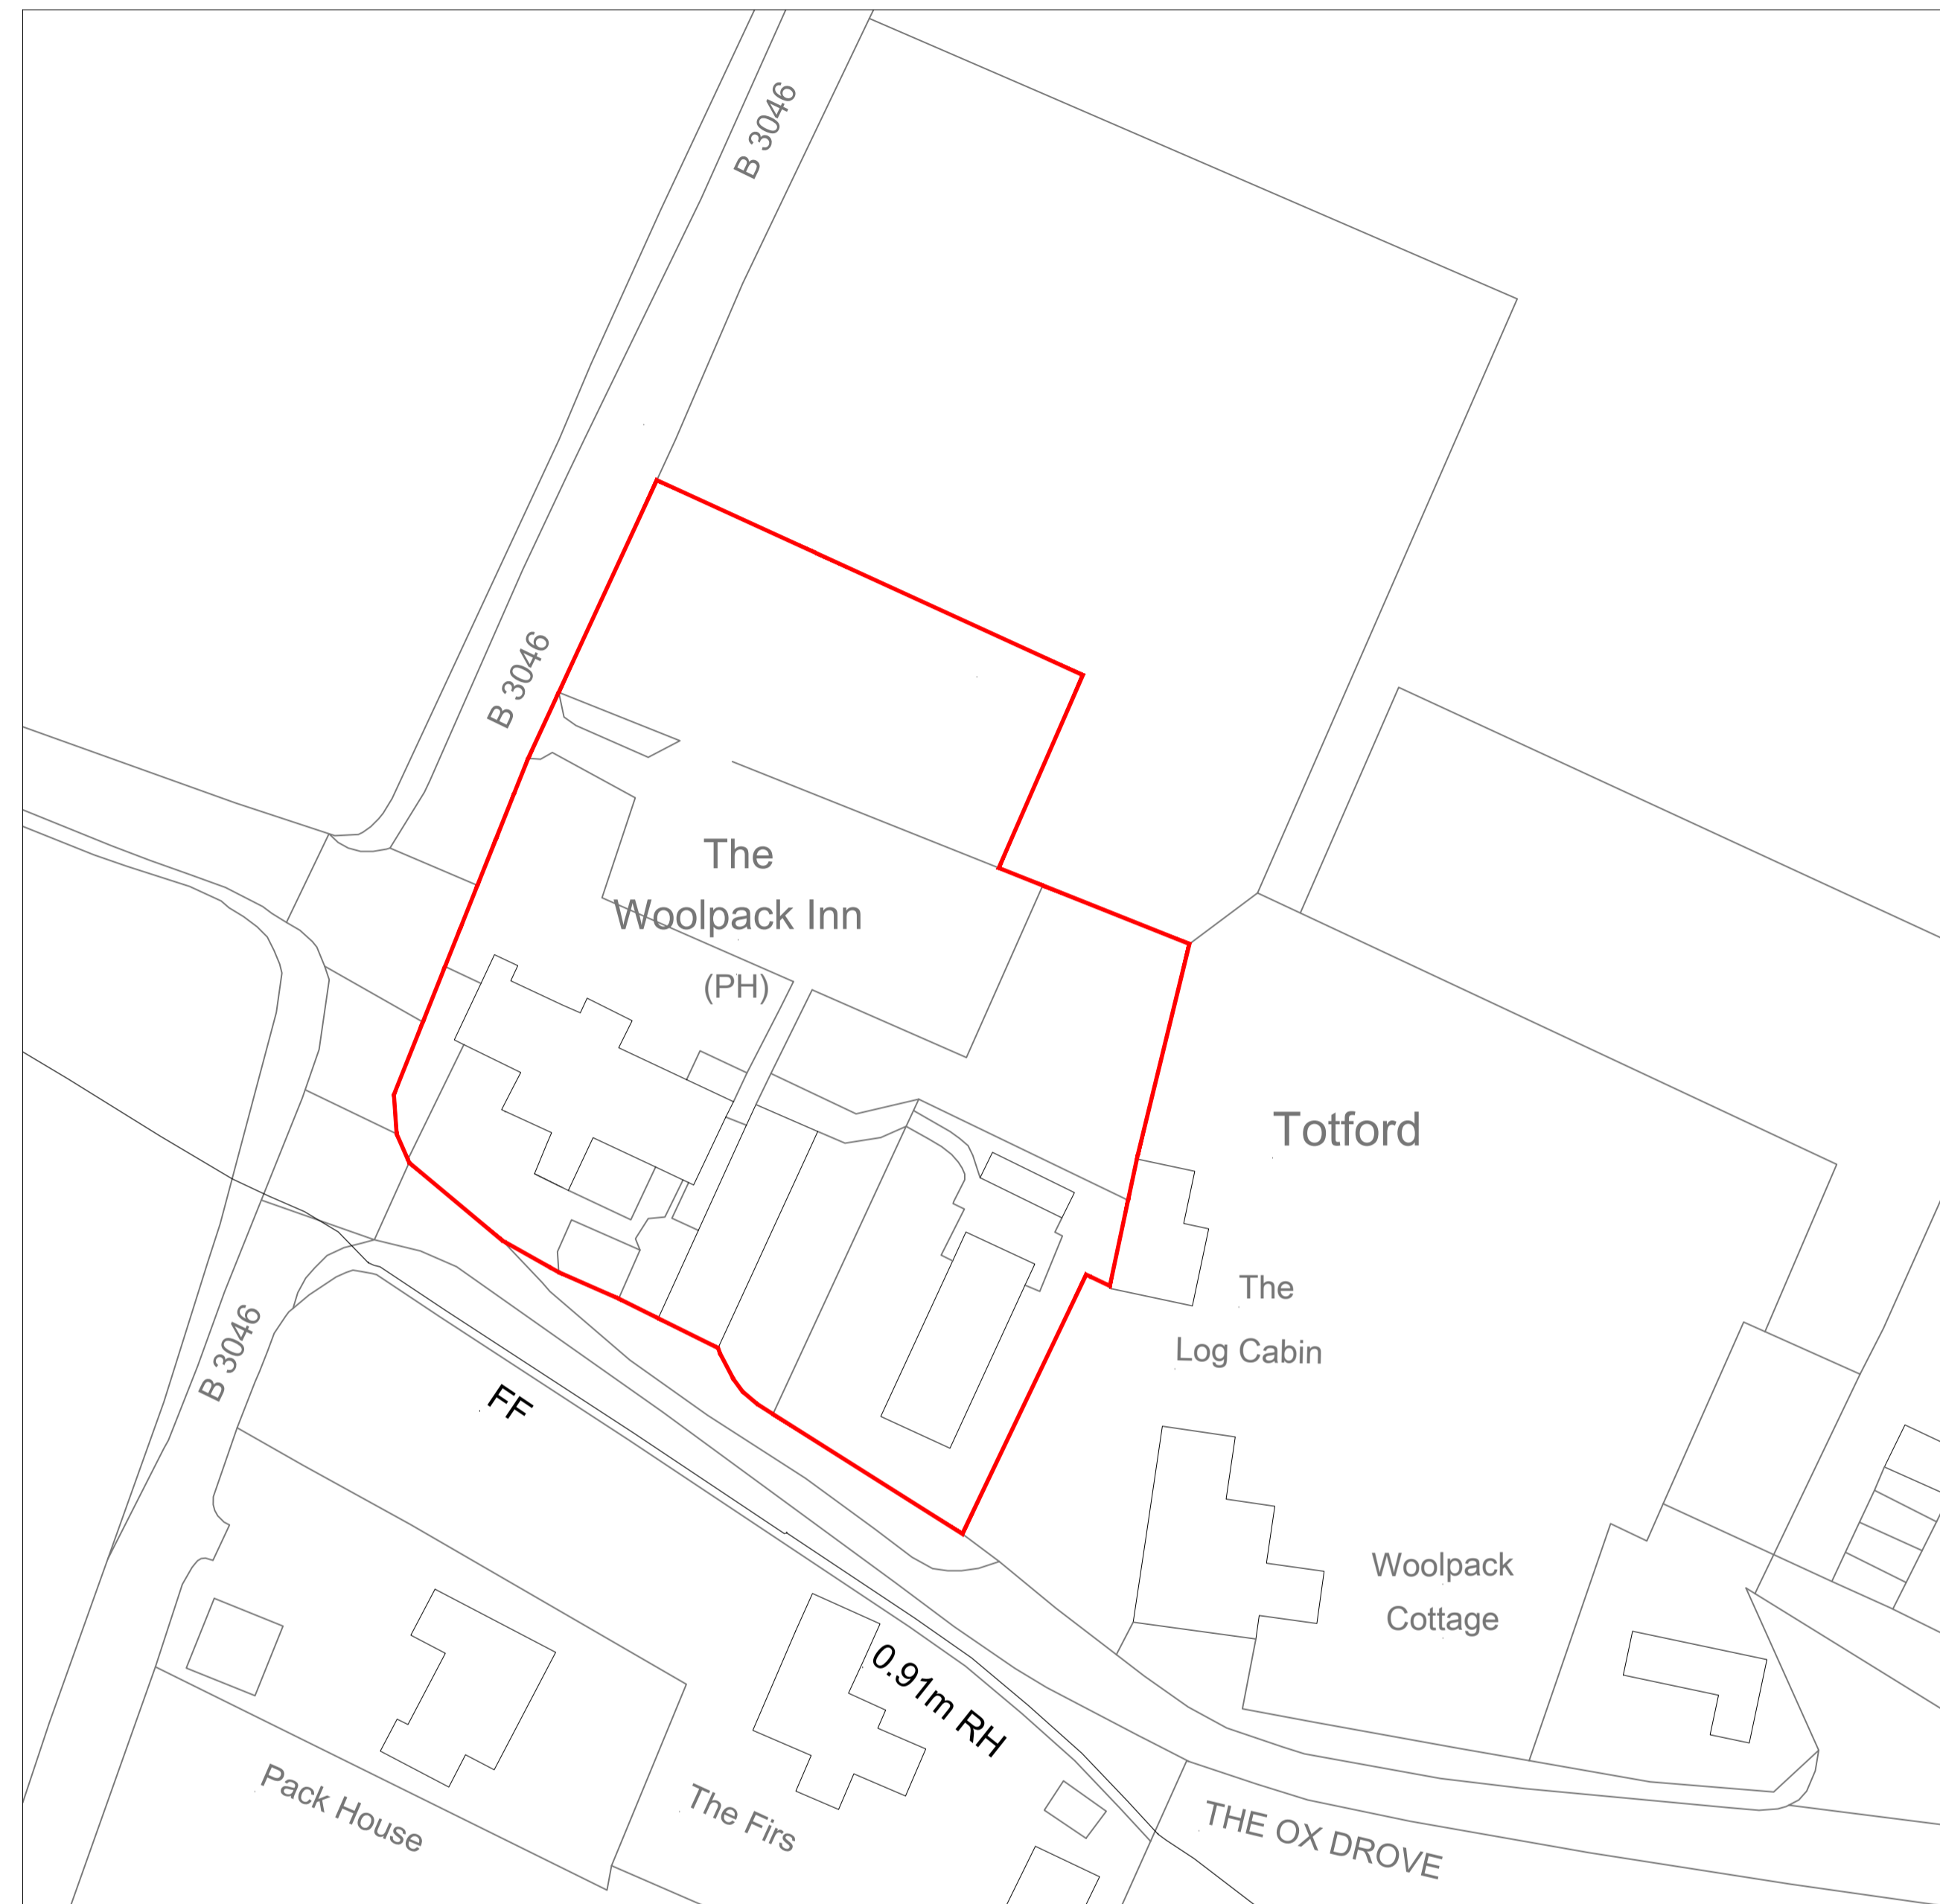 B 3046
B 3046
The
Woolpack Inn
(PH)
Totford
The
Log Cabin
B 3046
FF
Woolpack
Cottage
0.91m RH
Pack House
The Firs
THE OX DROVE